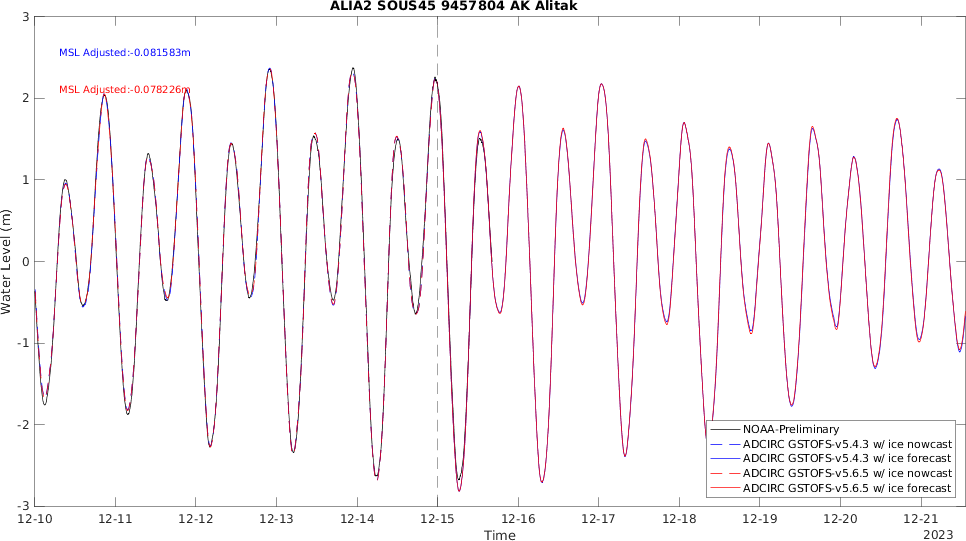 ALIA2 SOUS45 9457804 AK Alitak
MSL Adjusted:-0.081583m
MSL Adjusted:-0.078226m
Water Level (m)
3
2
1
0
-1
-2
-3
NOAA-Preliminary
ADCIRC GSTOFS-v5.4.3 w/ ice nowcast
ADCIRC GSTOFS-v5.4.3 w/ ice forecast
ADCIRC GSTOFS-v5.6.5 w/ ice nowcast
ADCIRC GSTOFS-v5.6.5 w/ ice forecast
12-10 12-11 12-12 12-13 12-14 12-15 12-16 12-17 12-18 12-19 12-20 12-21
Time
2023